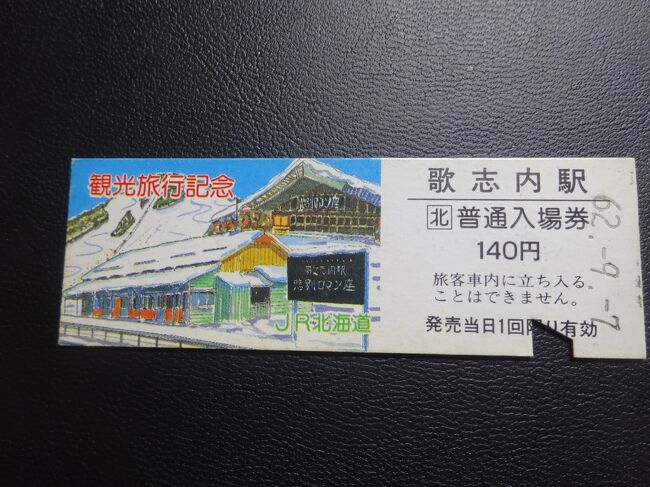 観光旅行記念
JR北海道
歌志内駅
北 普通入場券
140円
旅客車内に立ち入る
ことはできません。
発売当日1回限り有効
62.-9.-7